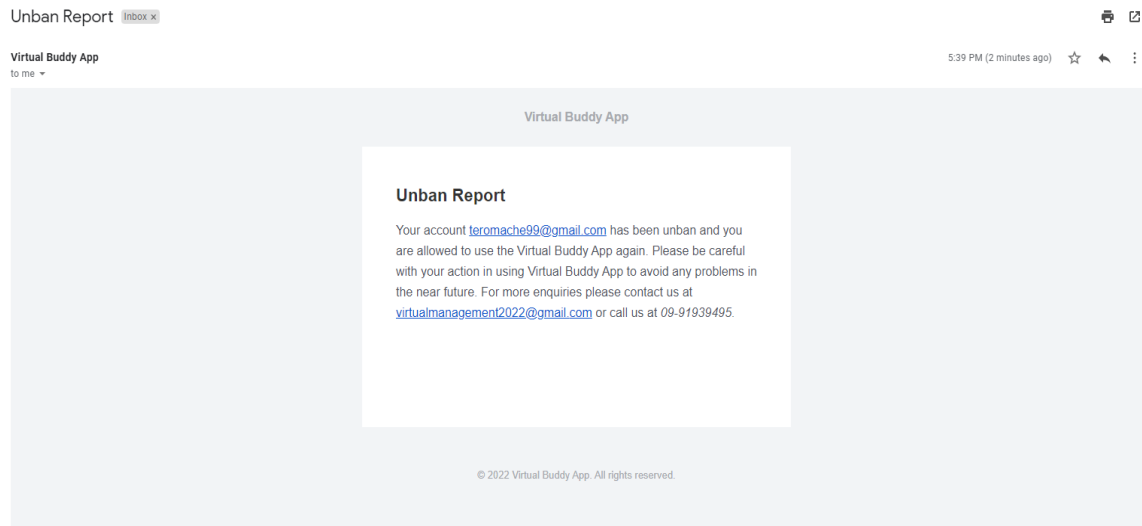 Unban Report Inbox x
Virtual Buddy App 5:39 PM (2 minutes ago)
to me
Virtual Buddy App
Unban Report
Your account teromache99@gmail.com has been unban and you
are allowed to use the Virtual Buddy App again. Please be careful
with your action in using Virtual Buddy App to avoid any problems in
the near future. For more enquiries please contact us at
virtualmanagement2022@gmail.com or call us at 09-91939495.
© 2022 Virtual Buddy App. All rights reserved.